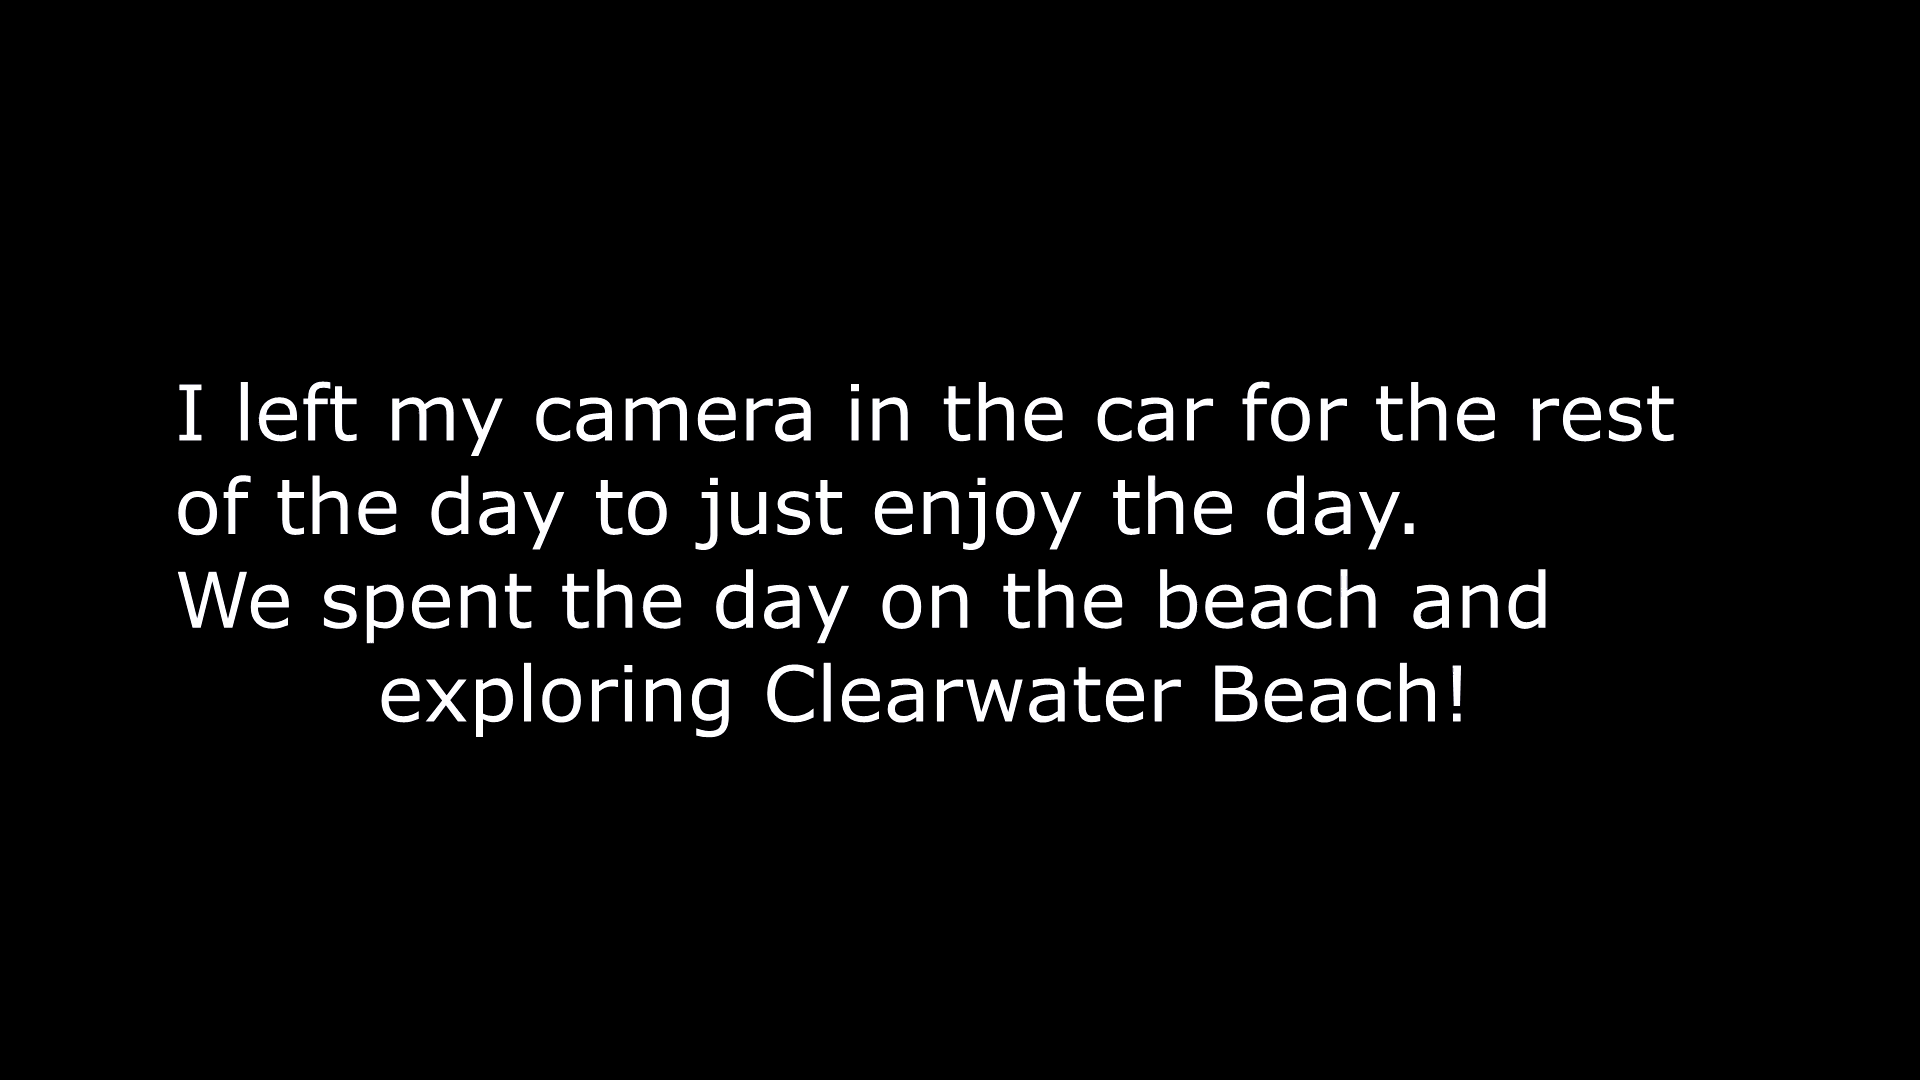 I left my camera in the car for the rest
of the day to just enjoy the day.
We spent the day on the beach and
exploring Clearwater Beach!